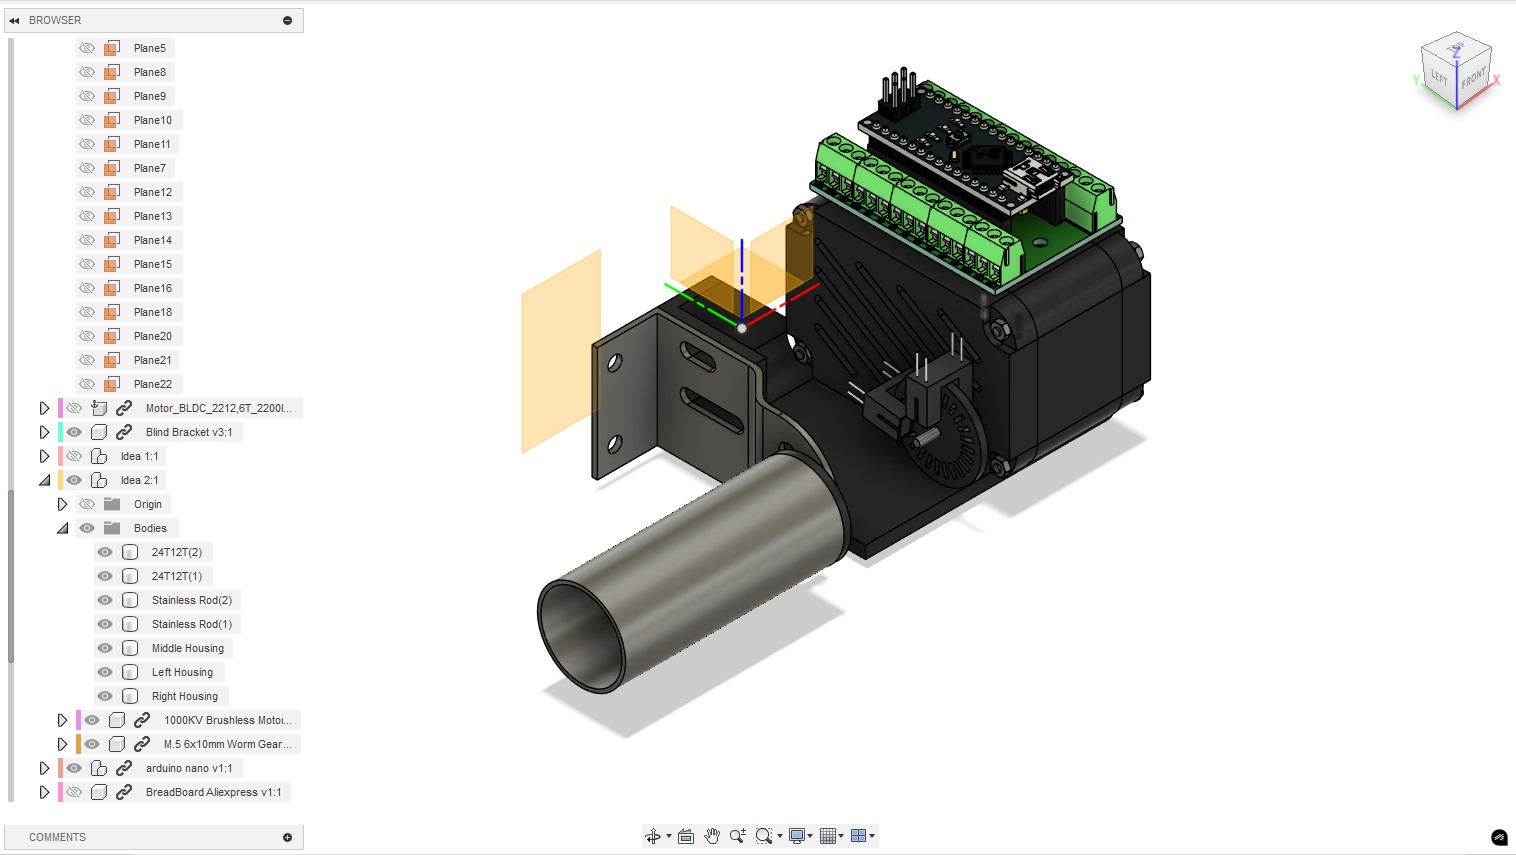 BROWSER
Plane5
Plane8
Plane9
Plane10
Plane11
Plane7
Plane12
Plane13
Plane14
Plane15
Plane16
Plane18
Plane20
Plane21
Plane22
Motor_BLDC_2212,6T_2200I...
Blind Bracket v3:1
Idea 1:1
Idea 2:1
Origin
Bodies
24T12T(2)
24T12T(1)
Stainless Rod(2)
Stainless Rod(1)
Middle Housing
Left Housing
Right Housing
1000KV Brushless Motor...
M.5 6x10mm Worm Gear...
arduino nano v1:1
BreadBoard Aliexpress v1:1
COMMENTS
TOP
Z
LEFT
FRONT
Y
X